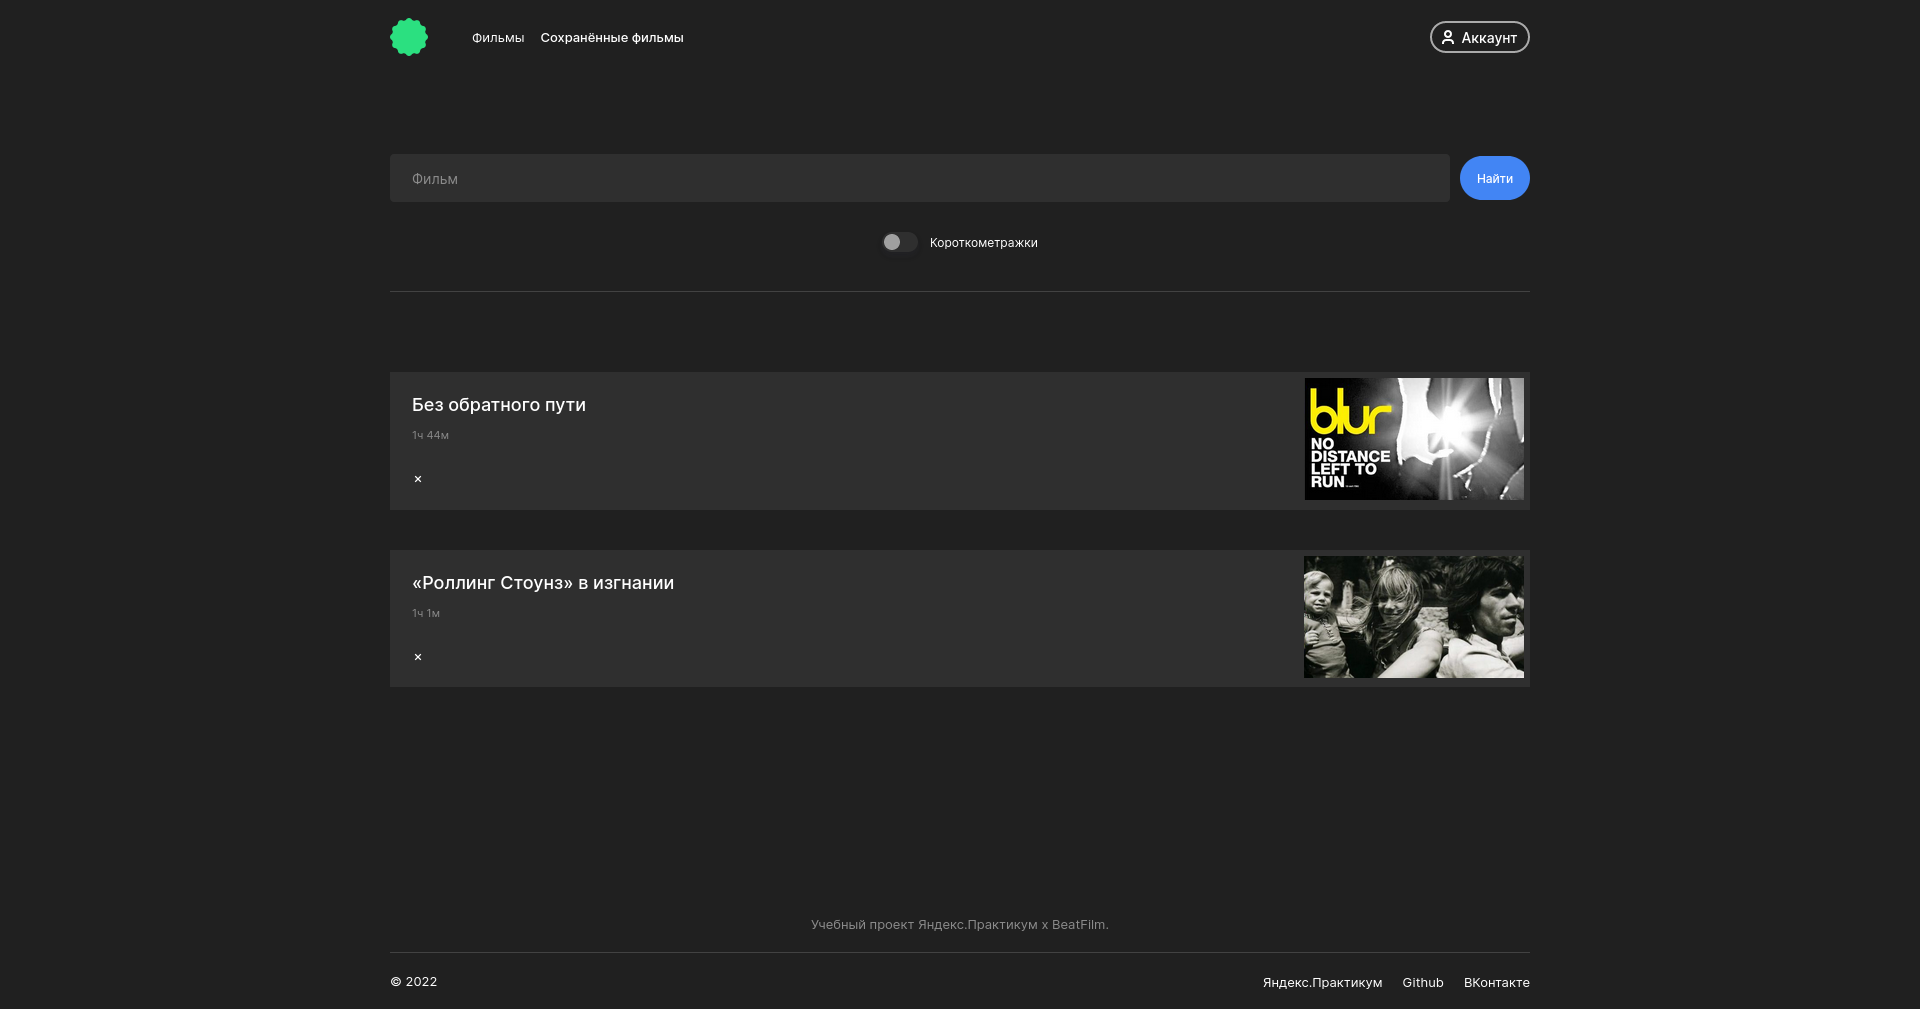 Фильмы
Сохранённые фильмы
Аккаунт
Фильм
Найти
Короткометражки
Без обратного пути
1ч 44м
×
blur
NO
DISTANCE
LEFT TO
RUN
«Роллинг Стоунз» в изгнании
1ч 1м
×
Учебный проект Яндекс.Практикум х BeatFilm.
© 2022
Яндекс.Практикум
Github
ВКонтакте